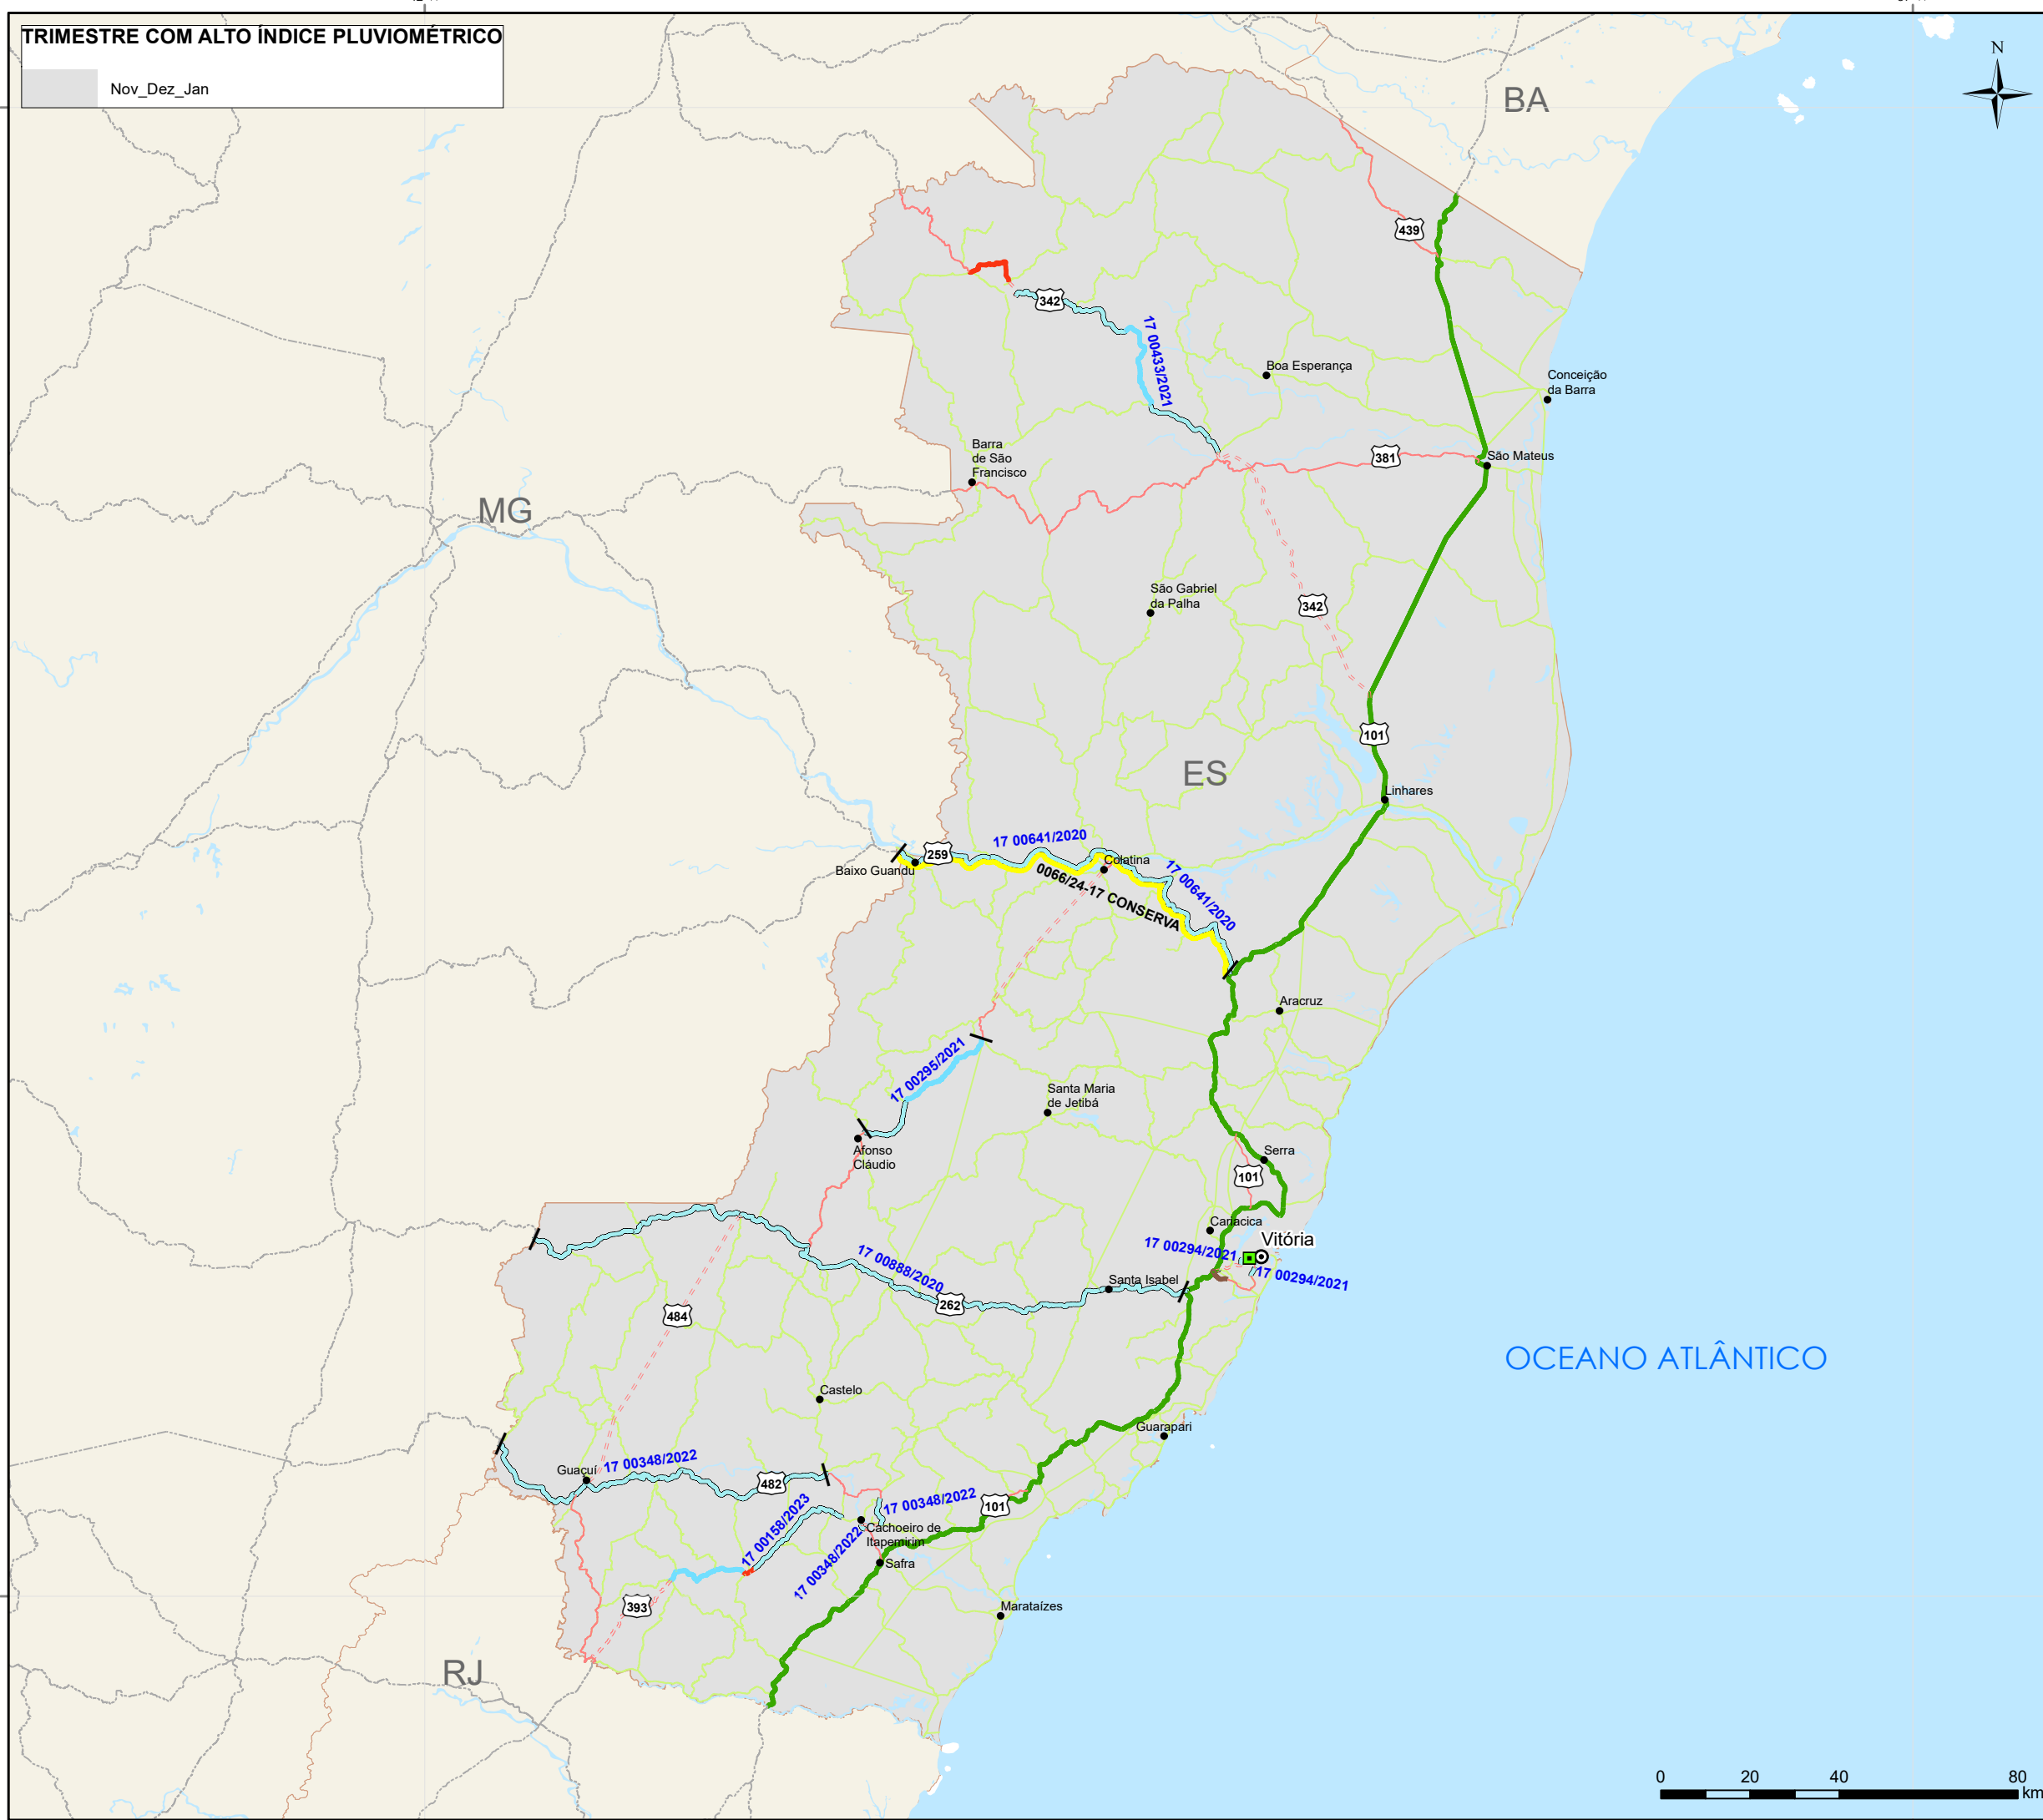 TRIMESTRE COM ALTO ÍNDICE PLUVIOMÉTRICO
Nov_Dez_Jan
N
BA
439
342
17 00433/2021
Boa Esperança
Conceição
da Barra
Barra
de São
Francisco
381
São Mateus
MG
São Gabriel
da Palha
342
101
ES
Linhares
17 00641/2020
259
Baixo Guandu
Colatina
0066/24-17 CONSERVA
17 00641/2020
Aracruz
17 00295/2021
Santa Maria
de Jetibá
Afonso
Cláudio
Serra
101
Cariacica
Vitória
17 00294/2021
17 00294/2021
17 00888/2020
Santa Isabel
262
484
OCEANO ATLÂNTICO
Castelo
Guarapari
17 00348/2022
Guaçuí
482
17 00158/2023
17 00348/2022
101
Cachoeiro de
Itapemirim
17 00348/2022
Safra
393
Marataízes
RJ
0 20 40 80
km